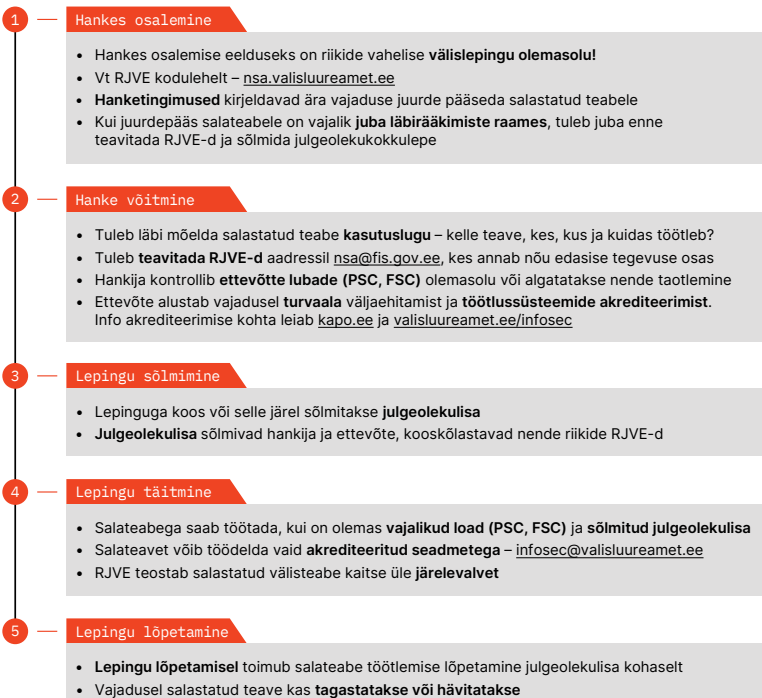 1
Hankes osalemine
• Hankes osalemise eelduseks on riikide vahelise välislepingu olemasolu!
• Vt RJVE kodulehelt – nsa.valisluureamet.ee
• Hanketingimused kirjeldavad ära vajaduse juurde pääseda salastatud teabele
• Kui juurdepääs salateabele on vajalik juba läbirääkimiste raames, tuleb juba enne
teavitada RJVE-d ja sõlmida julgeolekukokkulepe
2
Hanke võitmine
• Tuleb läbi mõelda salastatud teabe kasutuslugu – kelle teave, kes, kus ja kuidas töötleb?
• Tuleb teavitada RJVE-d aadressil nsa@fis.gov.ee, kes annab nõu edasise tegevuse osas
• Hankija kontrollib ettevõtte lubade (PSC, FSC) olemasolu või algatatakse nende taotlemine
• Ettevõte alustab vajadusel turvaala väljaehitamist ja töötlussüsteemide akrediteerimist.
Info akrediteerimise kohta leiab kapo.ee ja valisluureamet.ee/infosec
3
Lepingu sõlmimine
• Lepinguga koos või selle järel sõlmitakse julgeolekulisa
• Julgeolekulisa sõlmivad hankija ja ettevõte, kooskõlastavad nende riikide RJVE-d
4
Lepingu täitmine
• Salateabega saab töötada, kui on olemas vajalikud load (PSC, FSC) ja sõlmitud julgeolekulisa
• Salateavet võib töödelda vaid akrediteeritud seadmetega – infosec@valisluureamet.ee
• RJVE teostab salastatud välisteabe kaitse üle järelevalvet
5
Lepingu lõpetamine
• Lepingu lõpetamisel toimub salateabe töötlemise lõpetamine julgeolekulisa kohaselt
• Vajadusel salastatud teave kas tagastatakse või hävitatakse